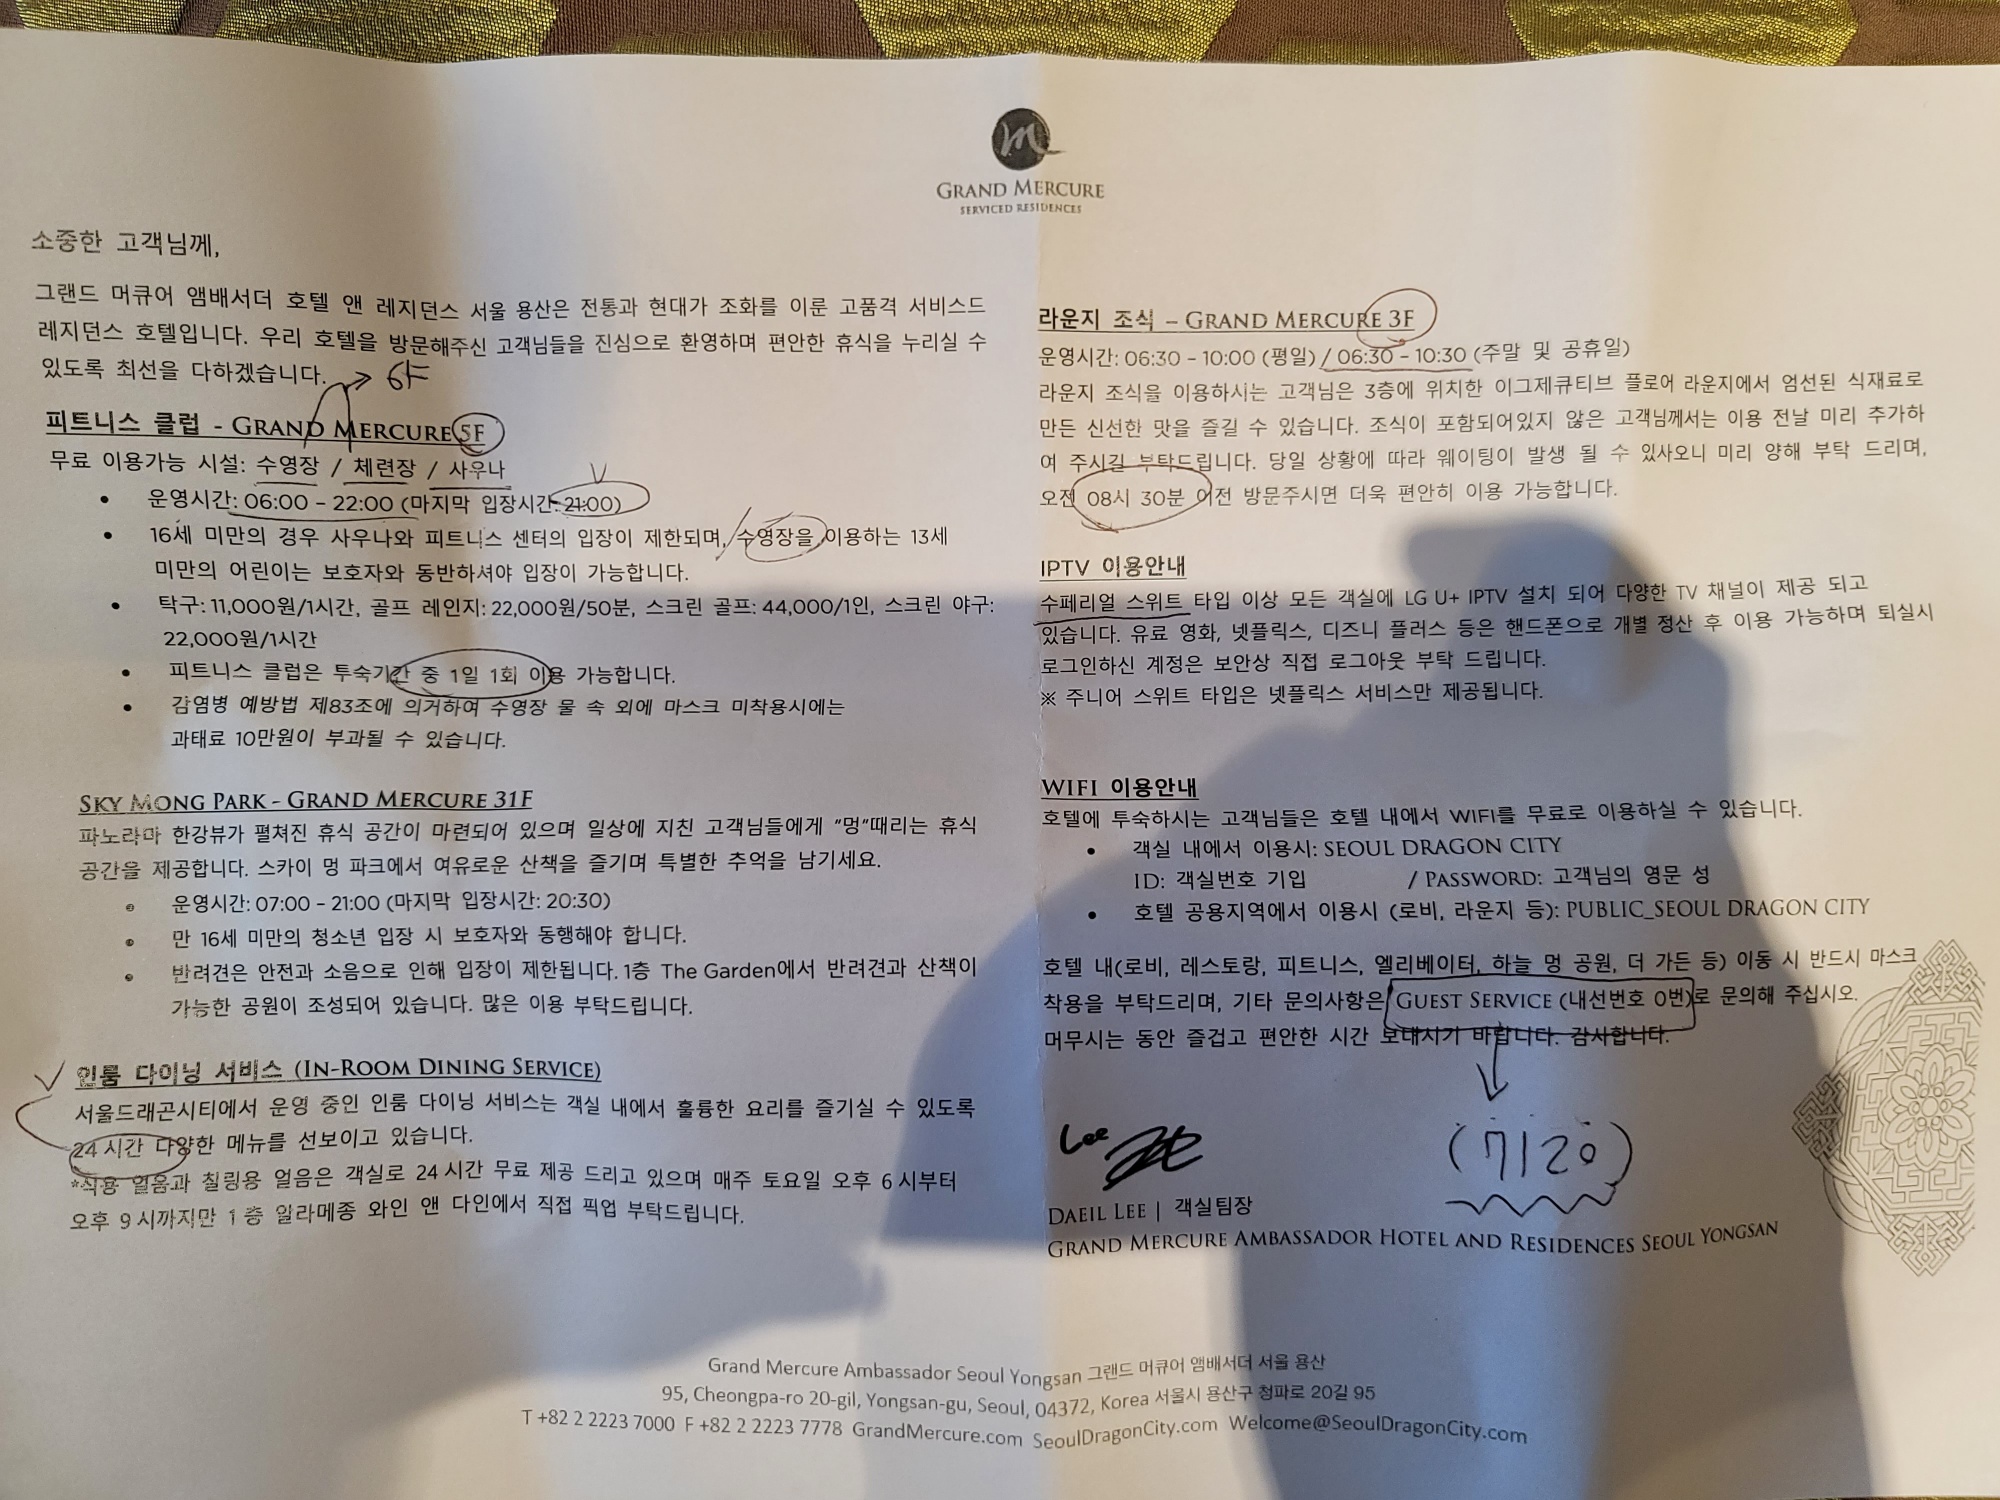 GRAND MERCURE
SERVICED RESIDENCES
소중한 고객님께,
그랜드 머큐어 앰배서더 호텔 앤 레지던스 서울 용산은 전통과 현대가 조화를 이룬 고품격 서비스드
레지던스 호텔입니다. 우리 호텔을 방문해주신 고객님들을 진심으로 환영하며 편안한 휴식을 누리실 수
있도록 최선을 다하겠습니다.
6F
피트니스 클럽 - GRAND MERCURE 5F
무료 이용가능 시설: 수영장 / 체련장 / 사우나
• 운영시간: 06:00 – 22:00 (마지막 입장시간: 21:00)
• 16세 미만의 경우 사우나와 피트니스 센터의 입장이 제한되며, 수영장을 이용하는 13세
미만의 어린이는 보호자와 동반하셔야 입장이 가능합니다.
• 탁구: 11,000원/1시간, 골프 레인지: 22,000원/50분, 스크린 골프: 44,000/1인, 스크린 야구:
22,000원/1시간
• 피트니스 클럽은 투숙기간 중 1일 1회 이용 가능합니다.
• 감염병 예방법 제83조에 의거하여 수영장 물 속 외에 마스크 미착용시에는
과태료 10만원이 부과될 수 있습니다.
SKY MONG PARK - GRAND MERCURE 31F
파노라마 한강뷰가 펼쳐진 휴식 공간이 마련되어 있으며 일상에 지친 고객님들에게 "멍"때리는 휴식
공간을 제공합니다. 스카이 멍 파크에서 여유로운 산책을 즐기며 특별한 추억을 남기세요.
• 운영시간: 07:00 – 21:00 (마지막 입장시간: 20:30)
• 만 16세 미만의 청소년 입장 시 보호자와 동행해야 합니다.
• 반려견은 안전과 소음으로 인해 입장이 제한됩니다. 1층 The Garden에서 반려견과 산책이
가능한 공원이 조성되어 있습니다. 많은 이용 부탁드립니다.
인룸 다이닝 서비스 (IN-ROOM DINING SERVICE)
서울드래곤시티에서 운영 중인 인룸 다이닝 서비스는 객실 내에서 훌륭한 요리를 즐기실 수 있도록
24 시간 다양한 메뉴를 선보이고 있습니다.
*식용 얼음과 칠링용 얼음은 객실로 24 시간 무료 제공 드리고 있으며 매주 토요일 오후 6 시부터
오후 9 시까지만 1 층 알라메종 와인 앤 다인에서 직접 픽업 부탁드립니다.
라운지 조식 – GRAND MERCURE 3F
운영시간: 06:30 – 10:00 (평일) / 06:30 – 10:30 (주말 및 공휴일)
라운지 조식을 이용하시는 고객님은 3층에 위치한 이그제큐티브 플로어 라운지에서 엄선된 식재료로
만든 신선한 맛을 즐길 수 있습니다. 조식이 포함되어있지 않은 고객님께서는 이용 전날 미리 추가하
여 주시길 부탁드립니다. 당일 상황에 따라 웨이팅이 발생 될 수 있사오니 미리 양해 부탁 드리며,
오전 08시 30분 이전 방문주시면 더욱 편안히 이용 가능합니다.
IPTV 이용안내
수페리얼 스위트 타입 이상 모든 객실에 LG U+ IPTV 설치 되어 다양한 TV 채널이 제공 되고
있습니다. 유료 영화, 넷플릭스, 디즈니 플러스 등은 핸드폰으로 개별 정산 후 이용 가능하며 퇴실시
로그인하신 계정은 보안상 직접 로그아웃 부탁 드립니다.
※ 주니어 스위트 타입은 넷플릭스 서비스만 제공됩니다.
WIFI 이용안내
호텔에 투숙하시는 고객님들은 호텔 내에서 WIFI를 무료로 이용하실 수 있습니다.
• 객실 내에서 이용시: SEOUL DRAGON CITY
ID: 객실번호 기입 / PASSWORD: 고객님의 영문 성
• 호텔 공용지역에서 이용시 (로비, 라운지 등): PUBLIC_SEOUL DRAGON CITY
호텔 내(로비, 레스토랑, 피트니스, 엘리베이터, 하늘 멍 공원, 더 가든 등) 이동 시 반드시 마스크
착용을 부탁드리며, 기타 문의사항은 GUEST SERVICE (내선번호 0번)로 문의해 주십시오.
머무시는 동안 즐겁고 편안한 시간 보내시기 바랍니다. 감사합니다.
Lee
(7120)
DAEIL LEE | 객실팀장
GRAND MERCURE AMBASSADOR HOTEL AND RESIDENCES SEOUL YONGSAN
Grand Mercure Ambassador Seoul Yongsan 그랜드 머큐어 앰배서더 서울 용산
95, Cheongpa-ro 20-gil, Yongsan-gu, Seoul, 04372, Korea 서울시 용산구 청파로 20길 95
T +82 2 2223 7000 F +82 2 2223 7778 GrandMercure.com SeoulDragonCity.com Welcome@SeoulDragonCity.com